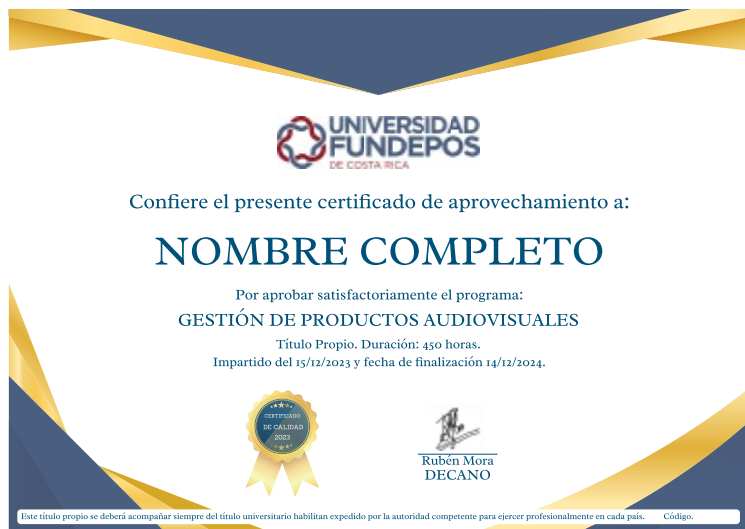 UNIVERSIDAD
FUNDEPOS
DE COSTA RICA
Confiere el presente certificado de aprovechamiento a:
NOMBRE COMPLETO
Por aprobar satisfactoriamente el programa:
GESTIÓN DE PRODUCTOS AUDIOVISUALES
Título Propio. Duración: 450 horas.
Impartido del 15/12/2023 y fecha de finalización 14/12/2024.
CERTIFICADO
DE CALIDAD
2023
Rubén Mora
DECANO
Este título propio se deberá acompañar siempre del título universitario habilitan expedido por la autoridad competente para ejercer profesionalmente en cada país. Código.